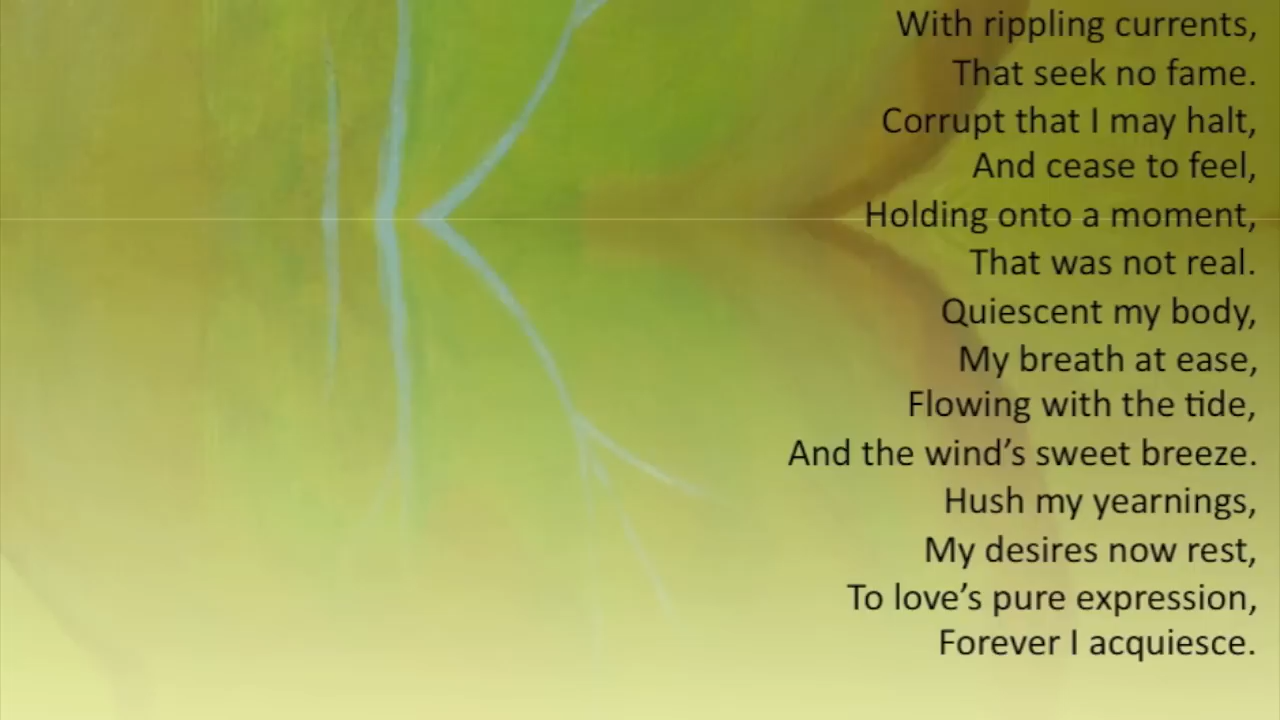 With rippling currents,
That seek no fame.
Corrupt that I may halt,
And cease to feel,
Holding onto a moment,
That was not real.
Quiescent my body,
My breath at ease,
Flowing with the tide,
And the wind’s sweet breeze.
Hush my yearnings,
My desires now rest,
To love’s pure expression,
Forever I acquiesce.